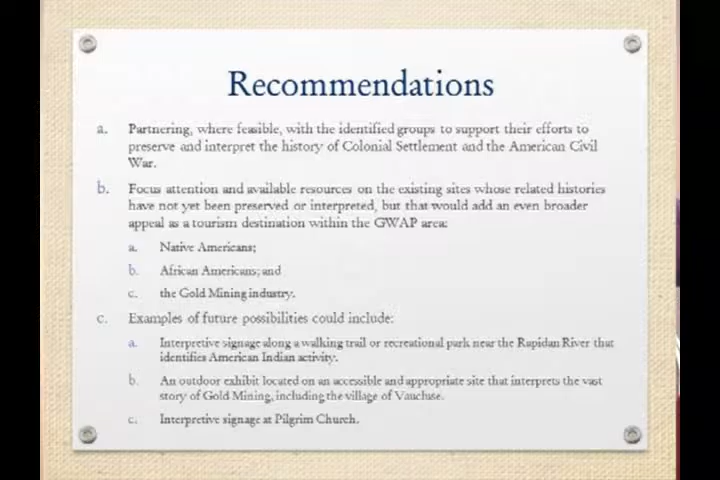 Recommendations
a. Partnering, where feasible, with the identified groups to support their efforts to
preserve and interpret the history of Colonial Settlement and the American Civil
War.
b. Focus attention and available resources on the existing sites whose related histories
have not yet been preserved or interpreted, but that would add an even broader
appeal as a tourism destination within the GWAP area:
a. Native Americans;
b. African Americans; and
c. the Gold Mining industry.
c. Examples of future possibilities could include:
a. Interpretive signage along a walking trail or recreational park near the Rapidan River that
identifies American Indian activity.
b. An outdoor exhibit located on an accessible and appropriate site that interprets the vast
story of Gold Mining, including the village of Vaucluse.
c. Interpretive signage at Pilgrim Church.